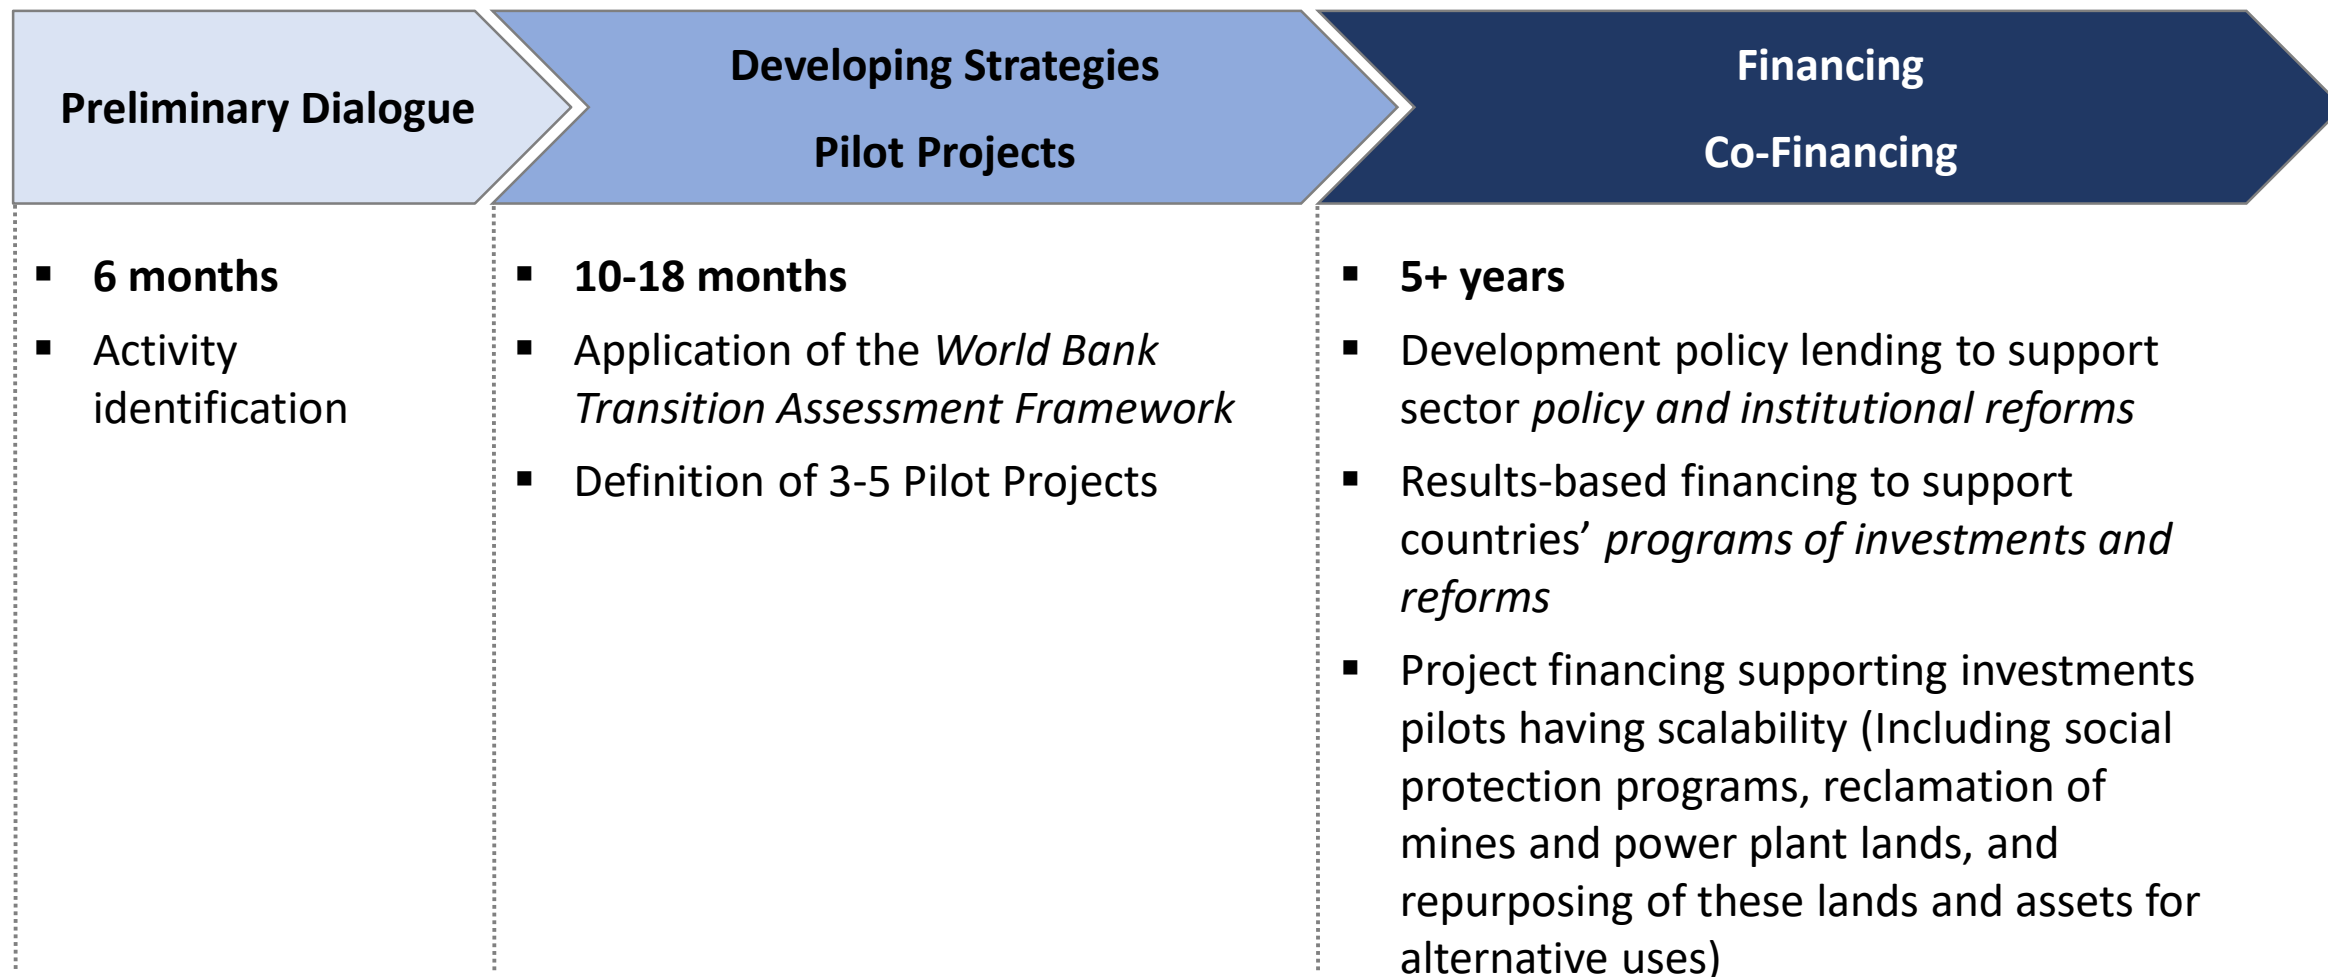 Preliminary Dialogue
Developing Strategies
Pilot Projects
Financing
Co-Financing
▪ 6 months
▪ Activity
identification
▪ 10-18 months
▪ Application of the World Bank
Transition Assessment Framework
▪ Definition of 3-5 Pilot Projects
▪ 5+ years
▪ Development policy lending to support
sector policy and institutional reforms
▪ Results-based financing to support
countries’ programs of investments and
reforms
▪ Project financing supporting investments
pilots having scalability (Including social
protection programs, reclamation of
mines and power plant lands, and
repurposing of these lands and assets for
alternative uses)